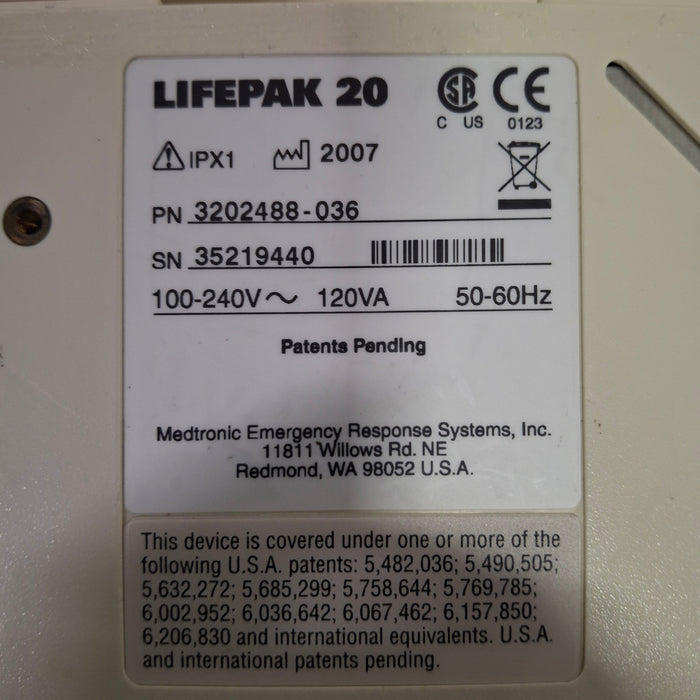 LIFEPAK 20
C US 0123
IPX1 2007
PN 3202488-036
SN 35219440
100-240V~ 120VA 50-60Hz
Patents Pending
Medtronic Emergency Response Systems, Inc.
11811 Willows Rd. NE
Redmond, WA 98052 U.S.A.
This device is covered under one or more of the
following U.S.A. patents: 5,482,036; 5,490,505;
5,632,272; 5,685,299; 5,758,644; 5,769,785;
6,002,952; 6,036,642; 6,067,462; 6,157,850;
6,206,830 and international equivalents. U.S.A.
and international patents pending.